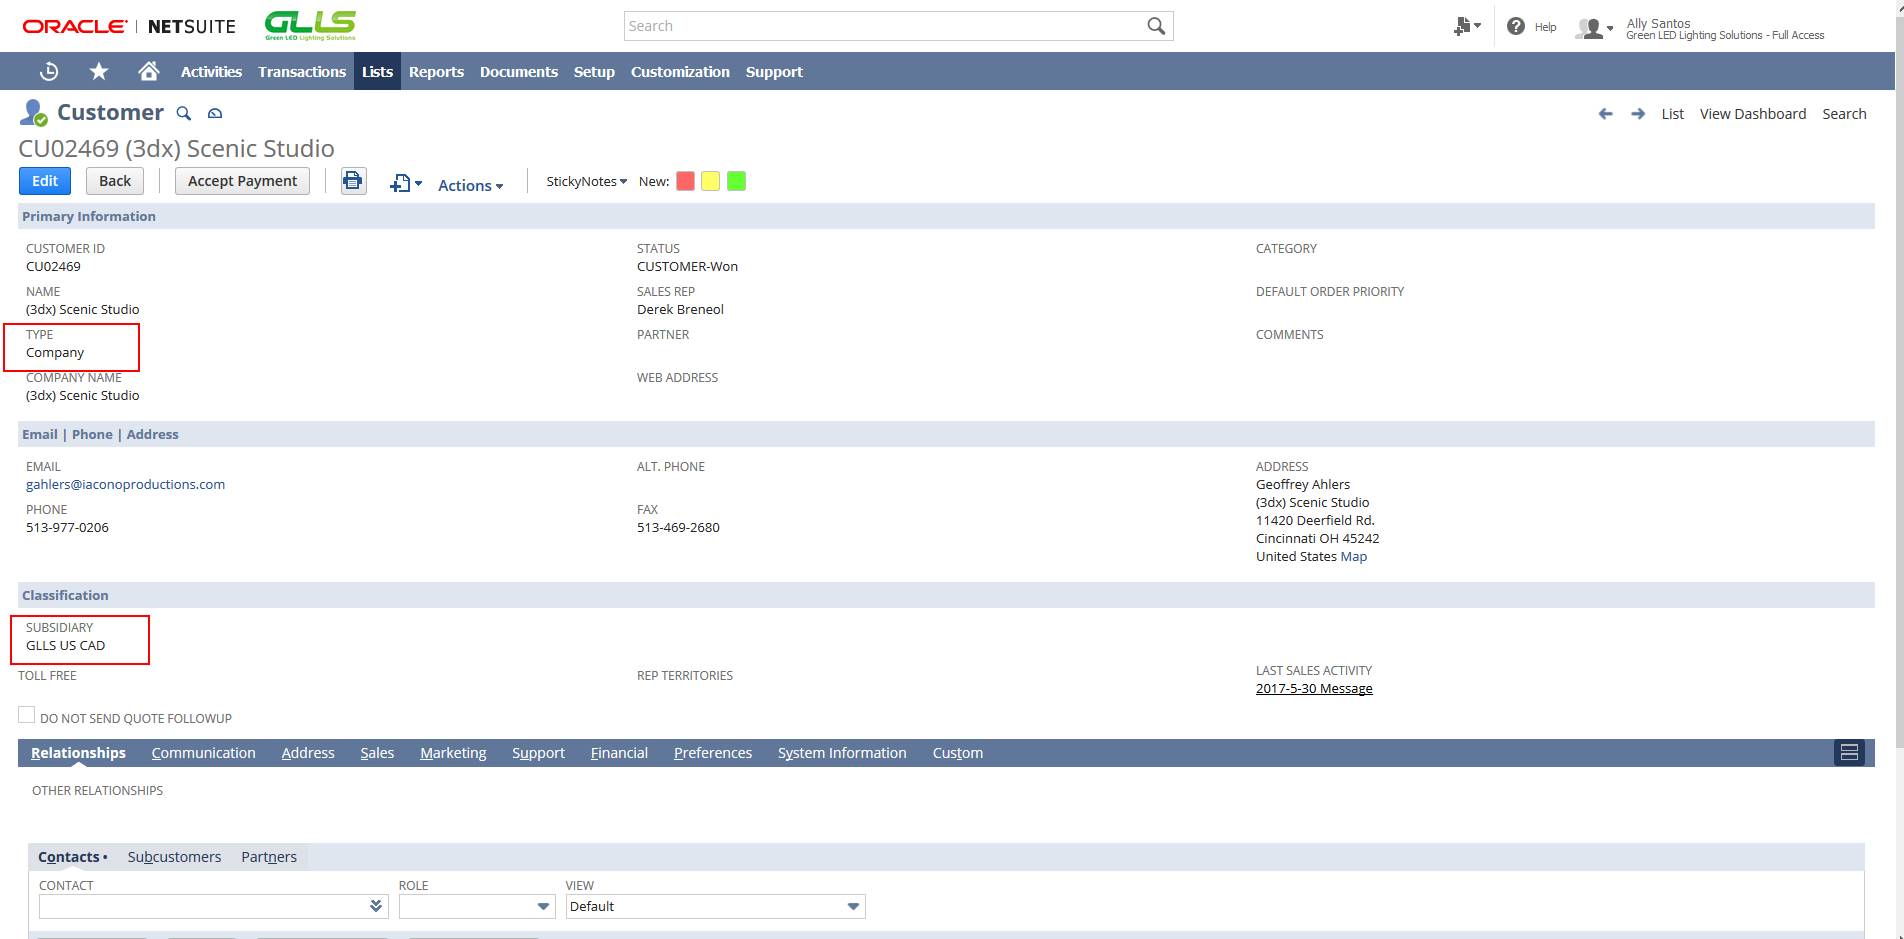 ORACLE | NETSUITE
GLLS
Green LED Lighting Solutions
Search
Help
Ally Santos
Green LED Lighting Solutions - Full Access
Activities Transactions Lists Reports Documents Setup Customization Support
Customer
List View Dashboard Search
CU02469 (3dx) Scenic Studio
Edit Back Accept Payment Actions StickyNotes New:
Primary Information
CUSTOMER ID
CU02469
NAME
(3dx) Scenic Studio
TYPE
Company
COMPANY NAME
(3dx) Scenic Studio
STATUS
CUSTOMER-Won
SALES REP
Derek Breneol
PARTNER
WEB ADDRESS
CATEGORY
DEFAULT ORDER PRIORITY
COMMENTS
Email | Phone | Address
EMAIL
gahlers@iaconoproductions.com
PHONE
513-977-0206
ALT. PHONE
FAX
513-469-2680
ADDRESS
Geoffrey Ahlers
(3dx) Scenic Studio
11420 Deerfield Rd.
Cincinnati OH 45242
United States Map
Classification
SUBSIDIARY
GLLS US CAD
TOLL FREE
REP TERRITORIES
LAST SALES ACTIVITY
2017-5-30 Message
DO NOT SEND QUOTE FOLLOWUP
Relationships Communication Address Sales Marketing Support Financial Preferences System Information Custom
OTHER RELATIONSHIPS
Contacts • Subcustomers Partners
CONTACT ROLE VIEW
Default